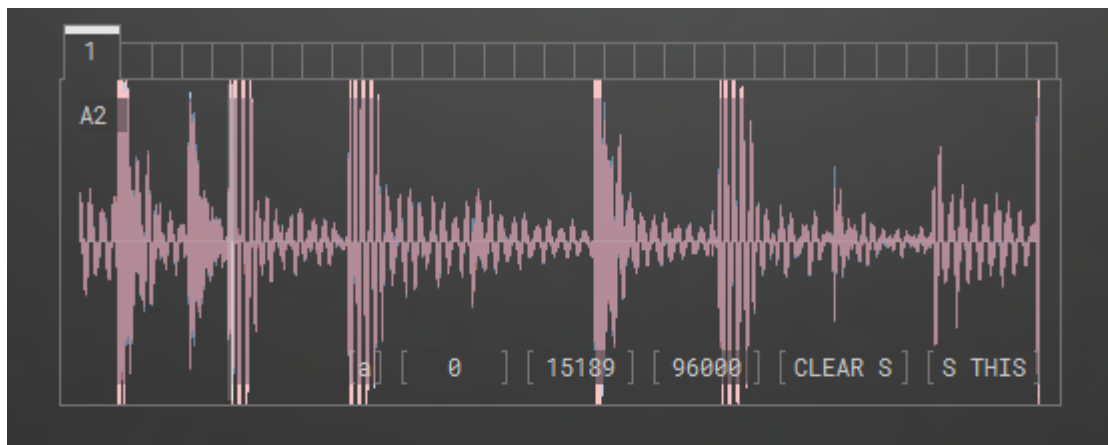 1
A2
[a] [ 0 ] [ 15189 ] [ 96000 ] [ CLEAR S ] [ S THIS ]